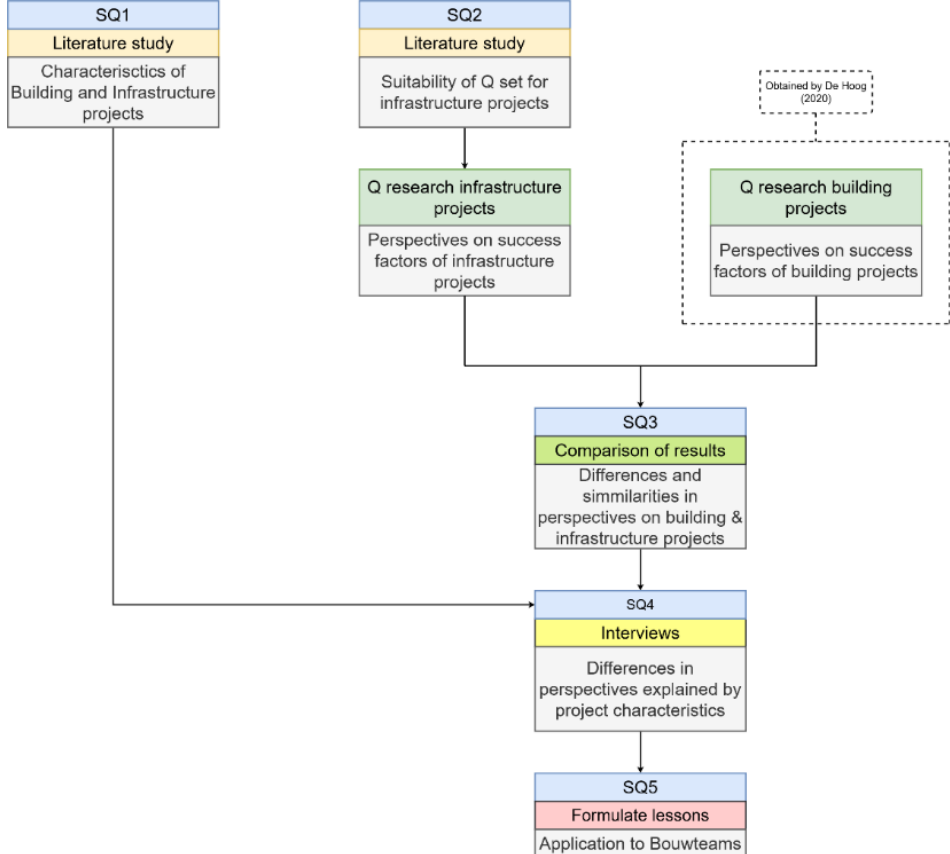 SQ1
Literature study
Characterisctics of
Building and Infrastructure
projects
SQ2
Literature study
Suitability of Q set for
infrastructure projects
Obtained by De Hoog
(2020)
Q research infrastructure
projects
Perspectives on success
factors of infrastructure
projects
Q research building
projects
Perspectives on success
factors of building projects
SQ3
Comparison of results
Differences and
simmilarities in
perspectives on building &
infrastructure projects
SQ4
Interviews
Differences in
perspectives explained by
project characteristics
SQ5
Formulate lessons
Application to Bouwteams